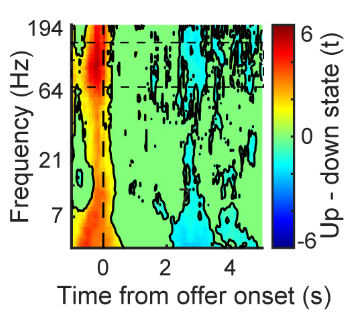 194
64
21
7
Frequency (Hz)
0 2 4
Time from offer onset (s)
6
0
-6
Up - down state (t)